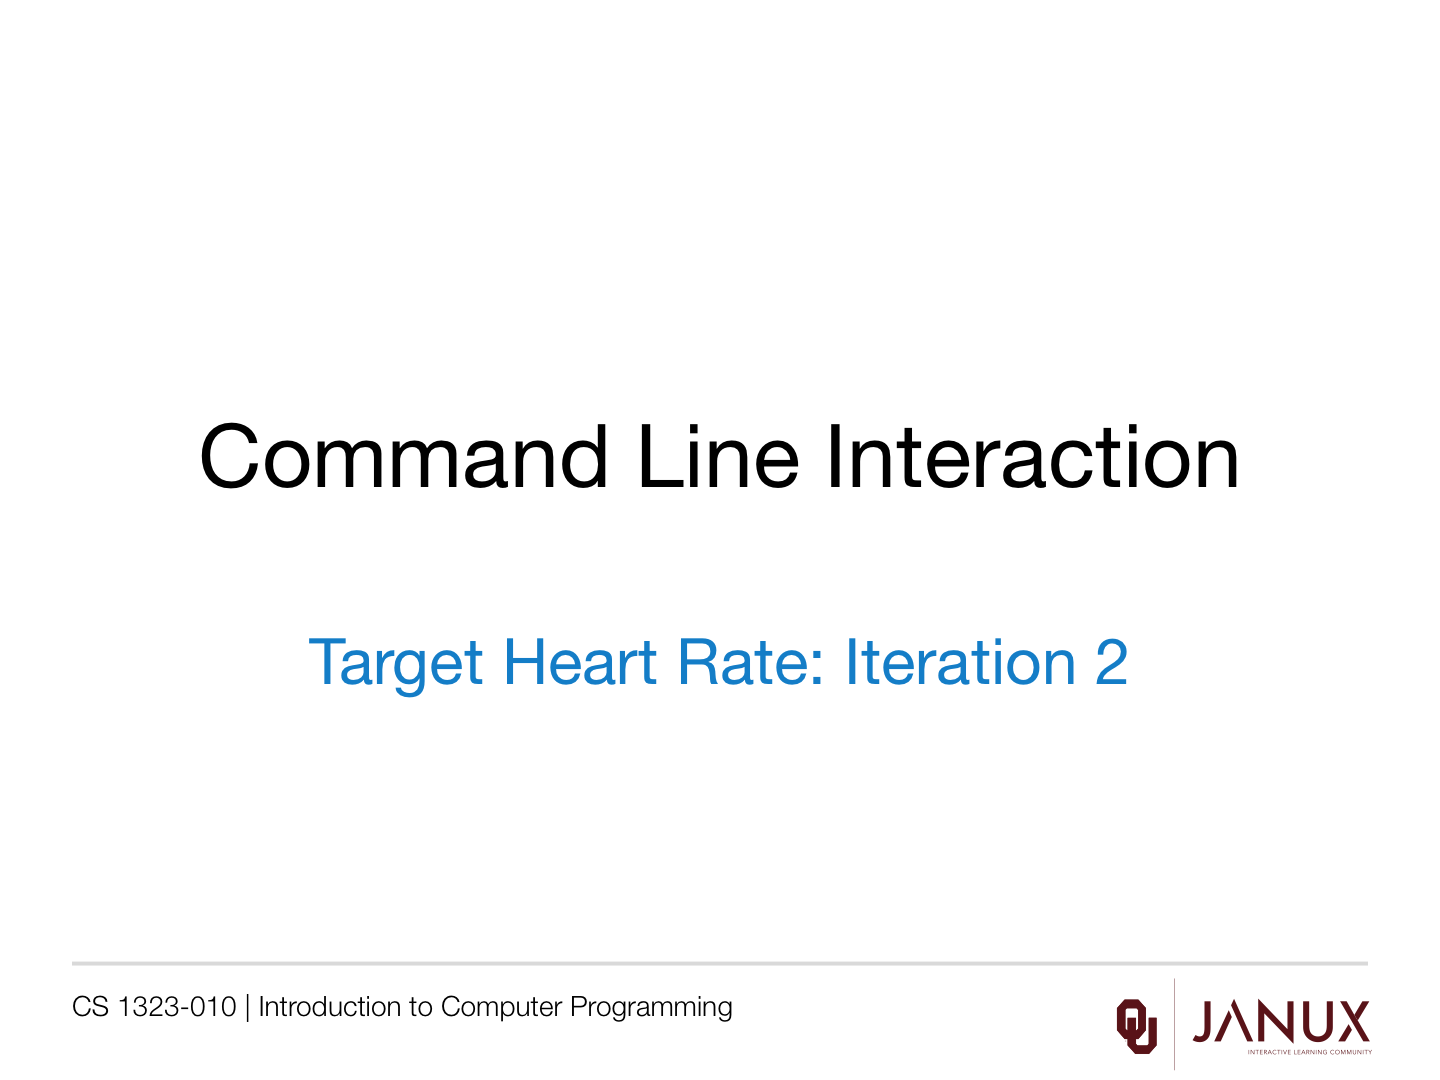 Command Line Interaction
Target Heart Rate: Iteration 2
CS 1323-010 | Introduction to Computer Programming
OU
JANUX
INTERACTIVE LEARNING COMMUNITY